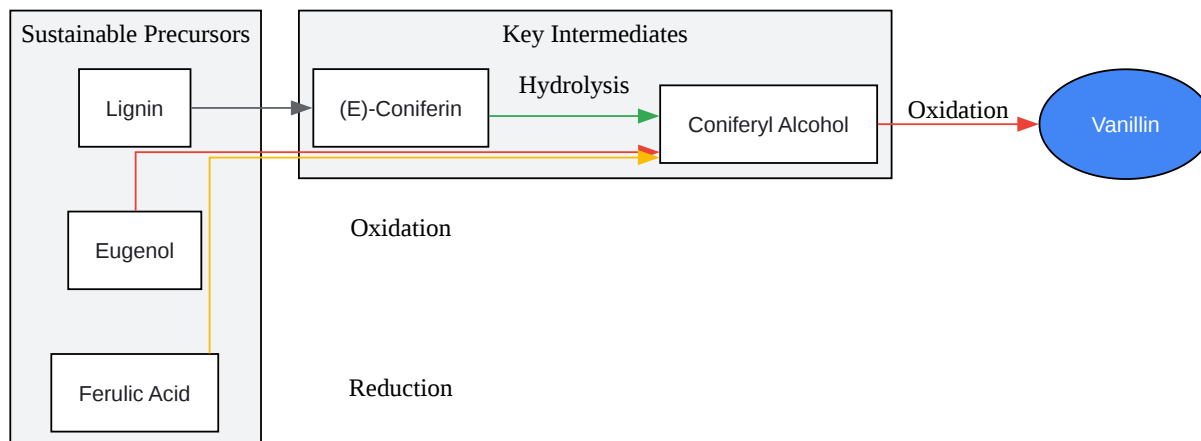 Sustainable Precursors
Key Intermediates
Lignin
(E)-Coniferin
Hydrolysis
Coniferyl Alcohol
Oxidation
Vanillin
Eugenol
Oxidation
Ferulic Acid
Reduction